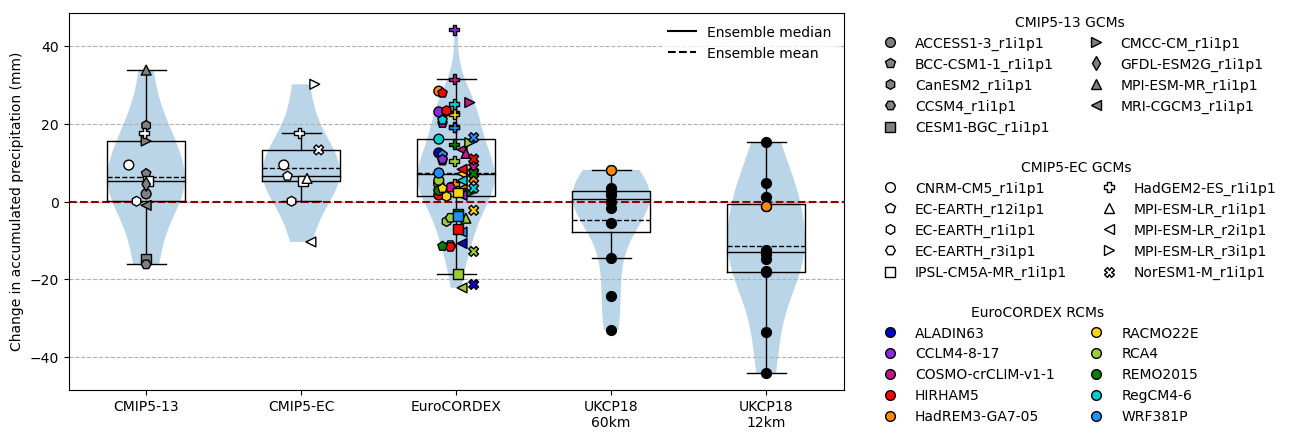 Change in accumulated precipitation (mm)
40
20
0
−20
−40
Ensemble median
Ensemble mean
CMIP5-13
CMIP5-EC
EuroCORDEX
UKCP18
60km
UKCP18
12km
CMIP5-13 GCMs
ACCESS1-3_r1i1p1
BCC-CSM1-1_r1i1p1
CanESM2_r1i1p1
CCSM4_r1i1p1
CESM1-BGC_r1i1p1
CMCC-CM_r1i1p1
GFDL-ESM2G_r1i1p1
MPI-ESM-MR_r1i1p1
MRI-CGCM3_r1i1p1
CMIP5-EC GCMs
CNRM-CM5_r1i1p1
EC-EARTH_r12i1p1
EC-EARTH_r1i1p1
EC-EARTH_r3i1p1
IPSL-CM5A-MR_r1i1p1
HadGEM2-ES_r1i1p1
MPI-ESM-LR_r1i1p1
MPI-ESM-LR_r2i1p1
MPI-ESM-LR_r3i1p1
NorESM1-M_r1i1p1
EuroCORDEX RCMs
ALADIN63
CCLM4-8-17
COSMO-crCLIM-v1-1
HIRHAM5
HadREM3-GA7-05
RACMO22E
RCA4
REMO2015
RegCM4-6
WRF381P